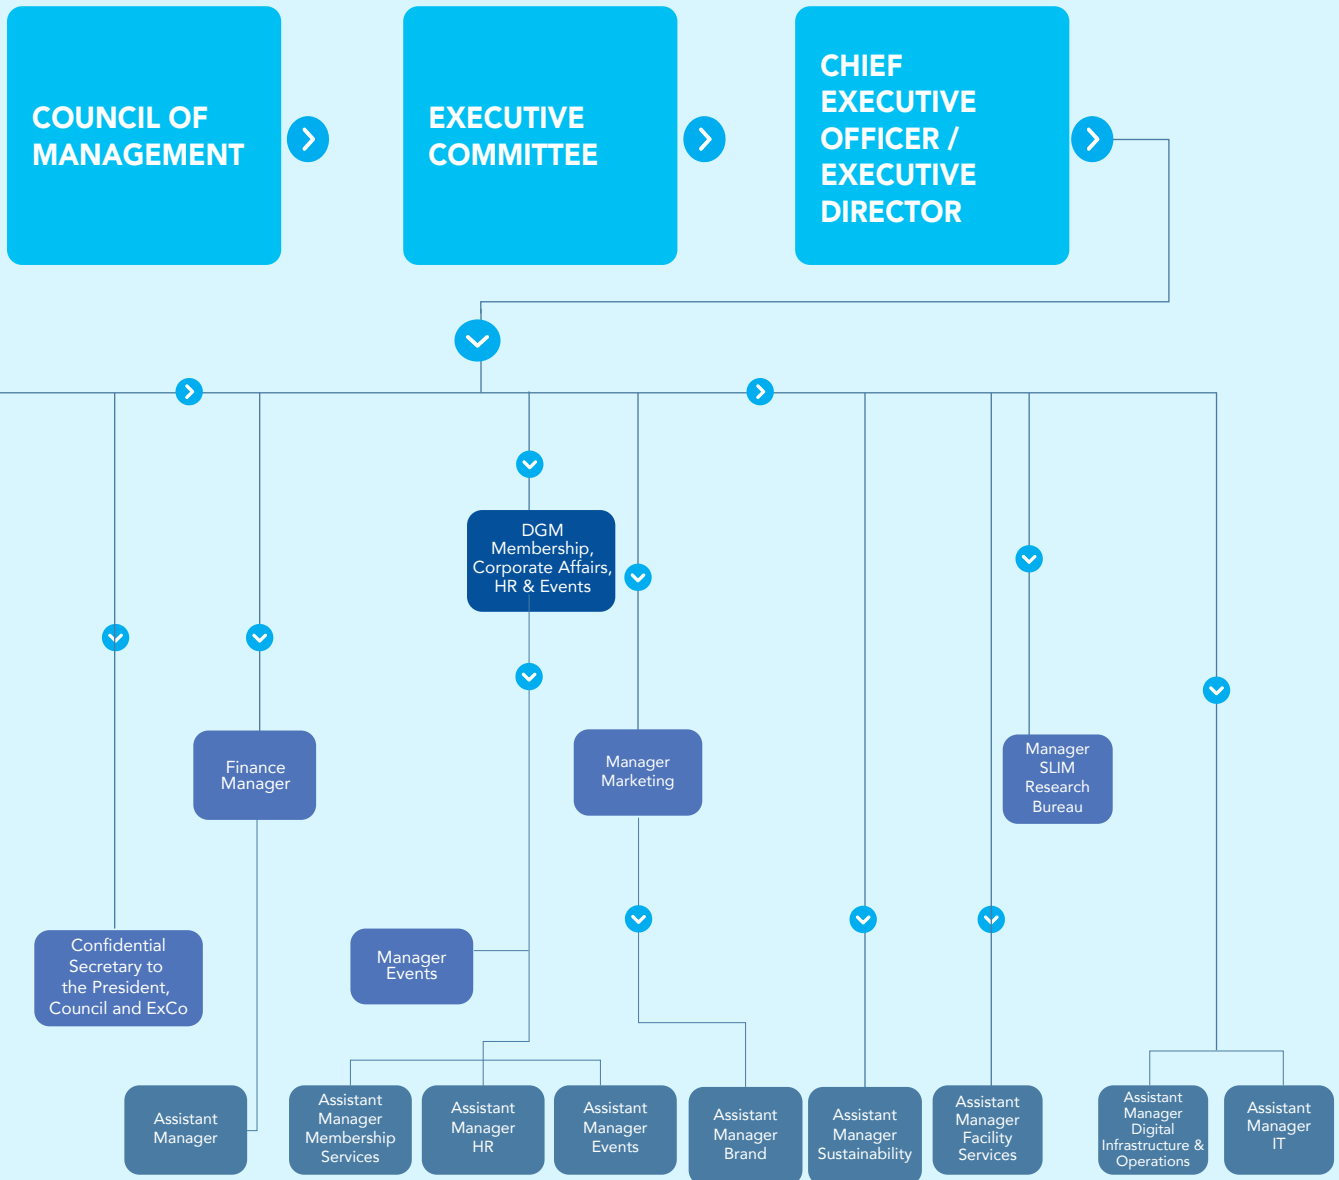 COUNCIL OF
MANAGEMENT
EXECUTIVE
COMMITTEE
CHIEF
EXECUTIVE
OFFICER /
EXECUTIVE
DIRECTOR
DGM
Membership,
Corporate Affairs,
HR & Events
Finance
Manager
Manager
Marketing
Manager
SLIM
Research
Bureau
Confidential
Secretary to
the President,
Council and ExCo
Manager
Events
Assistant
Manager
Assistant
Manager
Membership
Services
Assistant
Manager
HR
Assistant
Manager
Events
Assistant
Manager
Brand
Assistant
Manager
Sustainability
Assistant
Manager
Facility
Services
Assistant
Manager
Digital
Infrastructure &
Operations
Assistant
Manager
IT